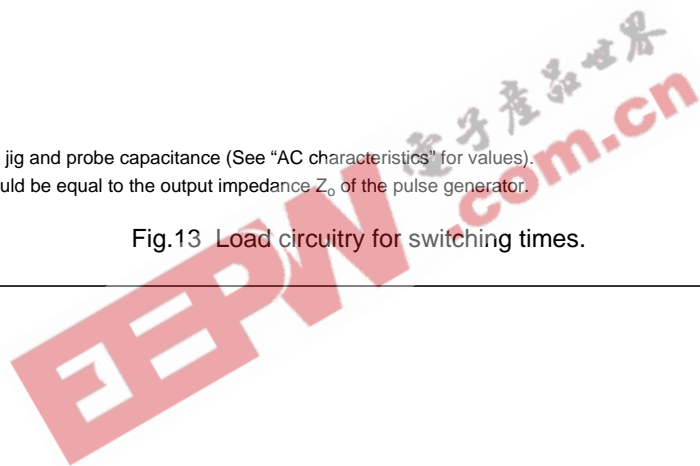 jig and probe capacitance (See “AC characteristics” for values).
uld be equal to the output impedance Zₒ of the pulse generator.
Fig.13 Load circuitry for switching times.
EEPW.com.cn
电子产品世界